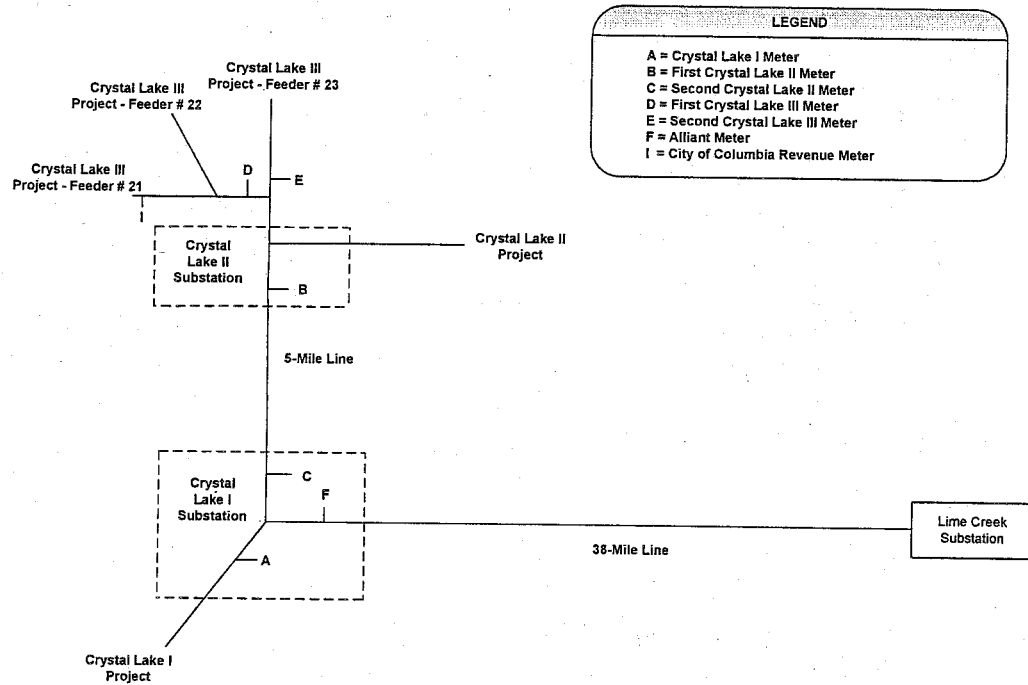 LEGEND
A = Crystal Lake I Meter
B = First Crystal Lake II Meter
C = Second Crystal Lake II Meter
D = First Crystal Lake III Meter
E = Second Crystal Lake III Meter
F = Alliant Meter
I = City of Columbia Revenue Meter
Crystal Lake III
Project - Feeder # 23
Crystal Lake III
Project - Feeder # 22
Crystal Lake III
Project - Feeder # 21
D
E
Crystal
Lake II
Substation
Crystal Lake II
Project
B
5-Mile Line
Crystal
Lake I
Substation
C
F
A
38-Mile Line
Lime Creek
Substation
Crystal Lake I
Project